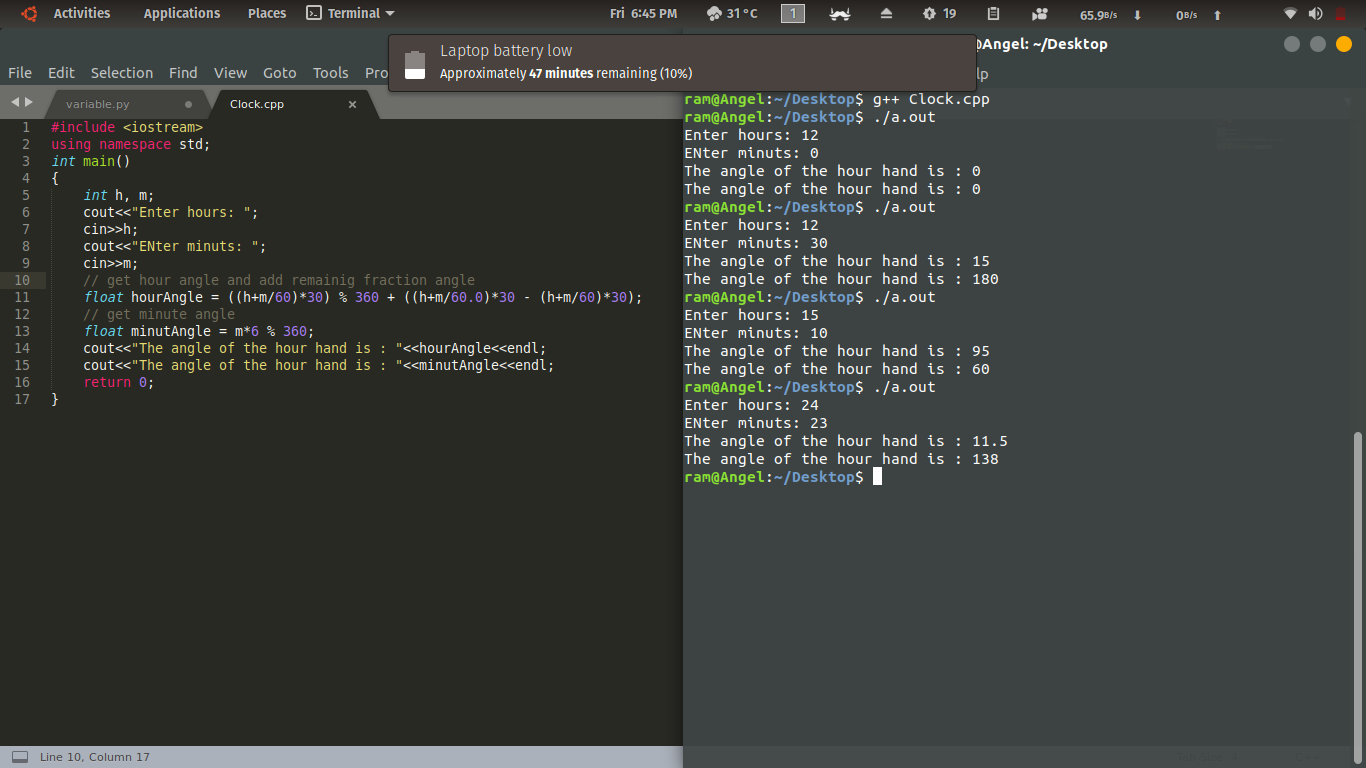 Activities Applications Places Terminal Fri 6:45 PM 31 °C 1 19 65.9B/s 0B/s
@Angel: ~/Desktop
Laptop battery low
Approximately 47 minutes remaining (10%)
File Edit Selection Find View Goto Tools Pro
lp
variable.py Clock.cpp
1 #include <iostream>
2 using namespace std;
3 int main()
4 {
5 int h, m;
6 cout<<"Enter hours: ";
7 cin>>h;
8 cout<<"ENter minuts: ";
9 cin>>m;
10 // get hour angle and add remainig fraction angle
11 float hourAngle = ((h+m/60)*30) % 360 + ((h+m/60.0)*30 - (h+m/60)*30);
12 // get minute angle
13 float minutAngle = m*6 % 360;
14 cout<<"The angle of the hour hand is : "<<hourAngle<<endl;
15 cout<<"The angle of the hour hand is : "<<minutAngle<<endl;
16 return 0;
17 }
Line 10, Column 17
ram@Angel:~/Desktop$ g++ Clock.cpp
ram@Angel:~/Desktop$ ./a.out
Enter hours: 12
ENter minuts: 0
The angle of the hour hand is : 0
The angle of the hour hand is : 0
ram@Angel:~/Desktop$ ./a.out
Enter hours: 12
ENter minuts: 30
The angle of the hour hand is : 15
The angle of the hour hand is : 180
ram@Angel:~/Desktop$ ./a.out
Enter hours: 15
ENter minuts: 10
The angle of the hour hand is : 95
The angle of the hour hand is : 60
ram@Angel:~/Desktop$ ./a.out
Enter hours: 24
ENter minuts: 23
The angle of the hour hand is : 11.5
The angle of the hour hand is : 138
ram@Angel:~/Desktop$